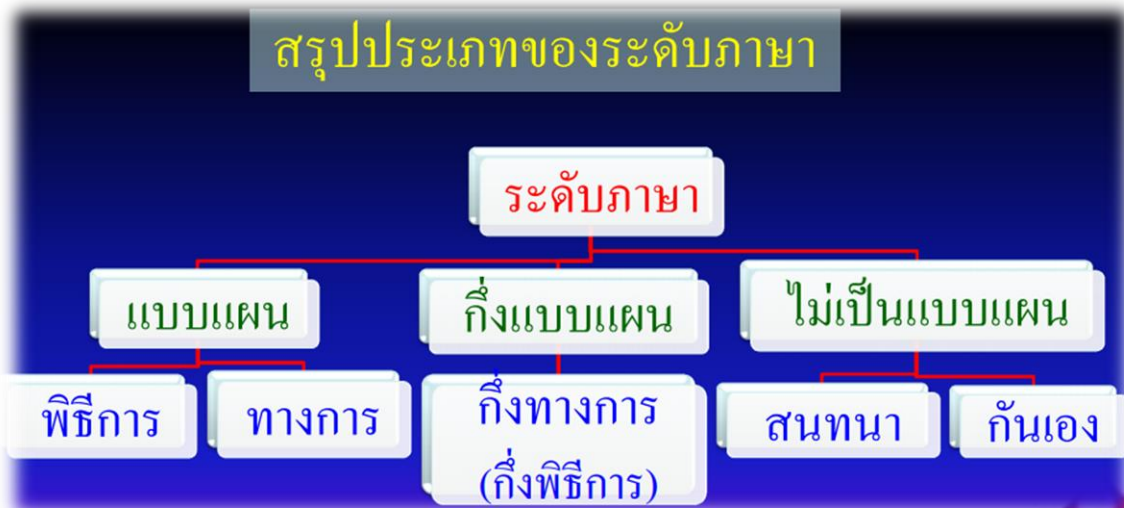 สรุปประเภทของระดับภาษา
ระดับภาษา
แบบแผน
กึ่งแบบแผน
ไม่เป็นแบบแผน
พิธีการ
ทางการ
กึ่งทางการ
(กึ่งพิธีการ)
สนทนา
กันเอง